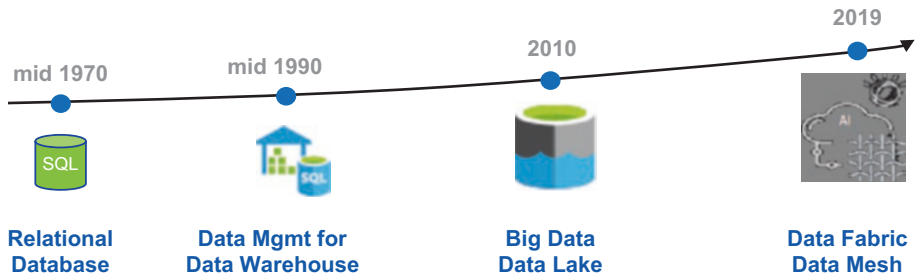 2019
2010
mid 1990
mid 1970
SQL
SQL
AI
Relational
Database
Data Mgmt for
Data Warehouse
Big Data
Data Lake
Data Fabric
Data Mesh